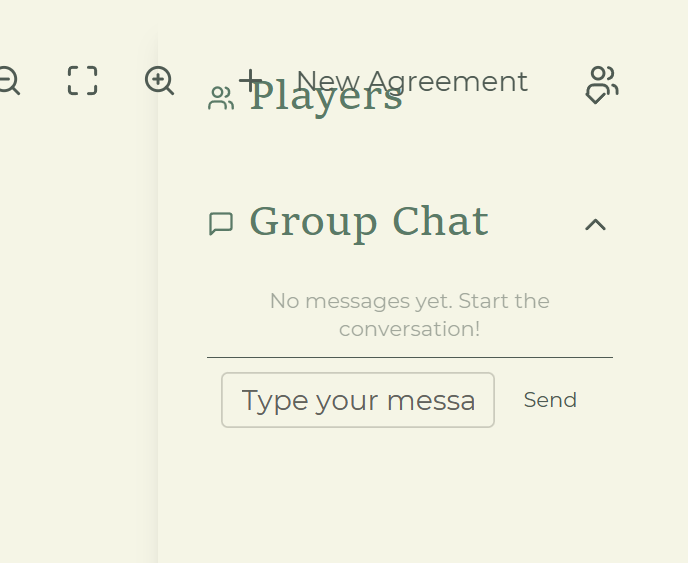 New Agreement
Players
Group Chat
No messages yet. Start the
conversation!
Type your messa
Send